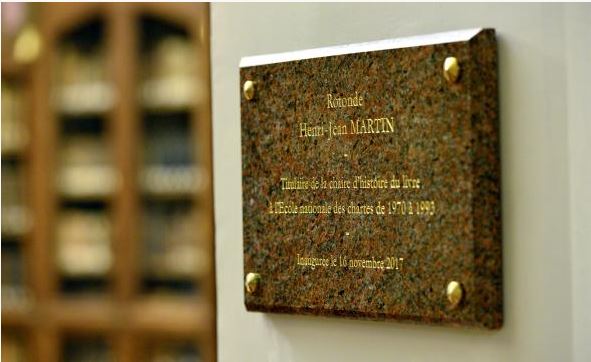 Rotonde
Henri-Jean MARTIN
-
Titulaire de la chaire d'histoire du livre
à l'Ecole nationale des chartes de 1970 à 1993
-
Inaugurée le 16 novembre 2017